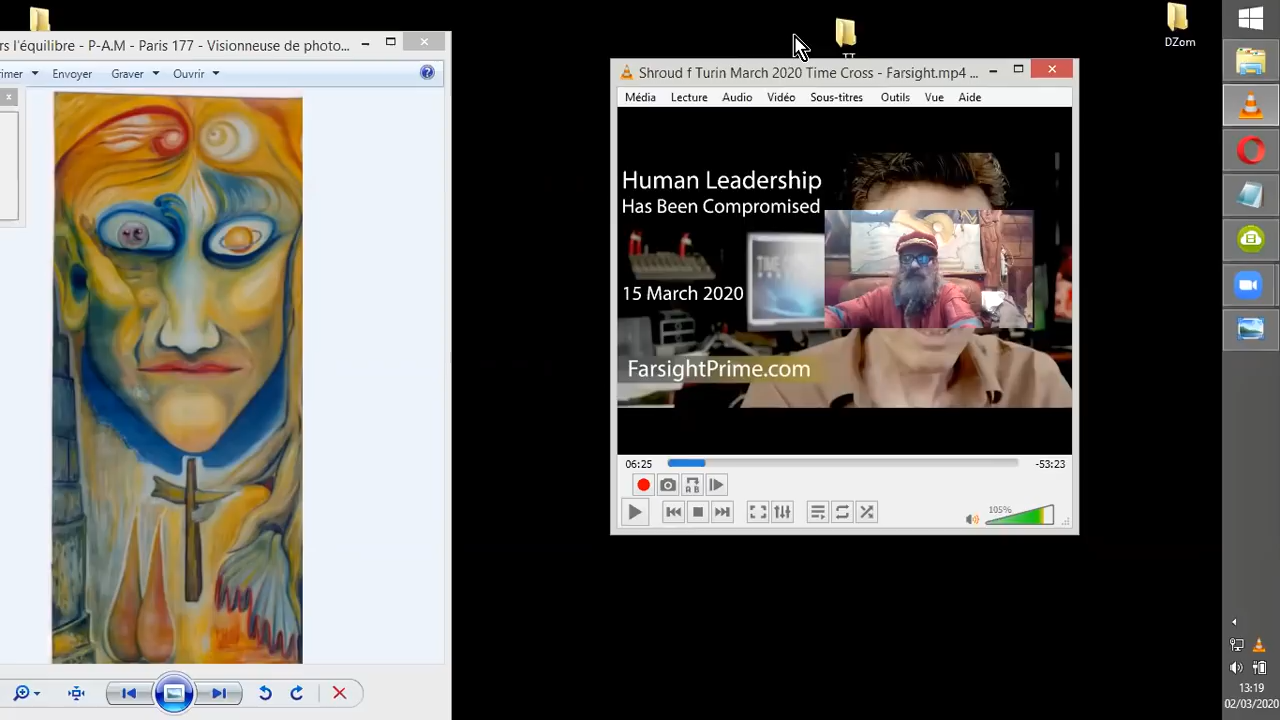 rs l'équilibre - P-A.M - Paris 177 - Visionneuse de photo...
imer
Envoyer
Graver
Ouvrir
DZom
Shroud f Turin March 2020 Time Cross - Farsight.mp4 ...
Média
Lecture
Audio
Vidéo
Sous-titres
Outils
Vue
Aide
Human Leadership
Has Been Compromised
15 March 2020
FarsightPrime.com
06:25
-53:23
105%
13:19
02/03/2020